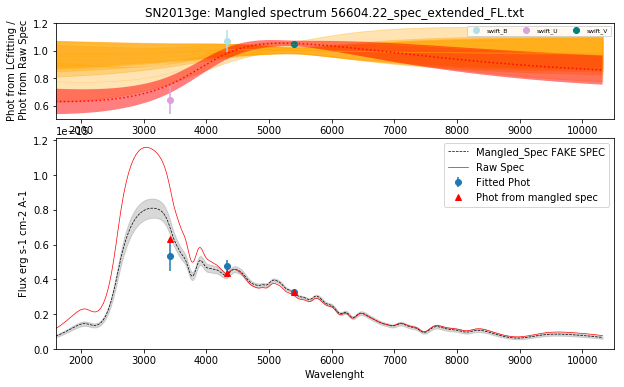 SN2013ge: Mangled spectrum 56604.22_spec_extended_FL.txt
Phot from LCfitting /
Phot from Raw Spec
1.2
1.0
0.8
0.6
swift_B swift_U swift_V
2000 3000 4000 5000 6000 7000 8000 9000 10000
Flux erg s-1 cm-2 A-1
1.2
1.0
0.8
0.6
0.4
0.2
0.0
Mangled_Spec FAKE SPEC
Raw Spec
Fitted Phot
Phot from mangled spec
2000 3000 4000 5000 6000 7000 8000 9000 10000
Wavelenght